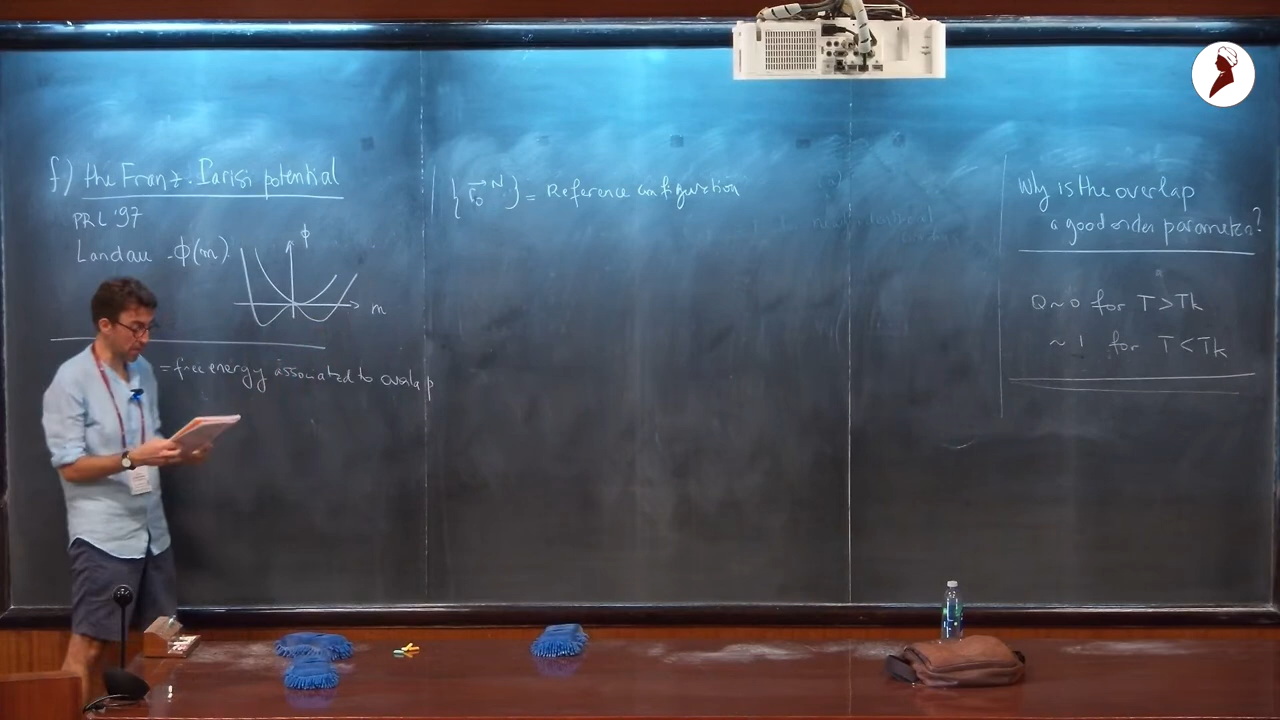 f) the Franz-Parisi potential
PRL '97
Landau - ϕ(m)
ϕ
m
= free energy associated to overlap
{ r₀ᴺ } = Reference configuration
Why is the overlap
a good order parameter?
Q ~ 0 for T > Tk
~ 1 for T < Tk